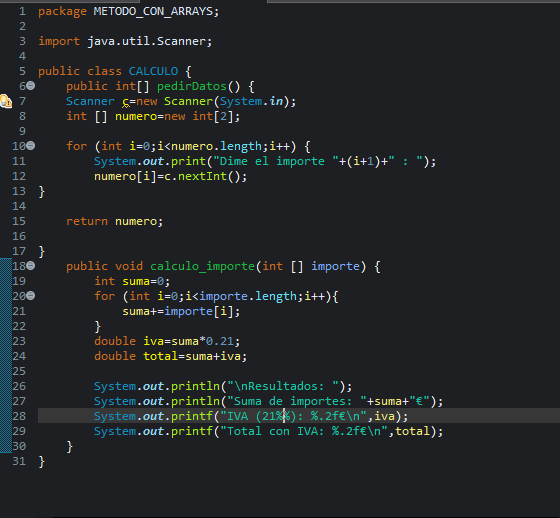 1 package METODO_CON_ARRAYS;
2
3 import java.util.Scanner;
4
5 public class CALCULO {
6 public int[] pedirDatos() {
7 Scanner c=new Scanner(System.in);
8 int [] numero=new int[2];
9
10 for (int i=0;i<numero.length;i++) {
11 System.out.print("Dime el importe "+(i+1)+" : ");
12 numero[i]=c.nextInt();
13 }
14
15 return numero;
16
17 }
18 public void calculo_importe(int [] importe) {
19 int suma=0;
20 for (int i=0;i<importe.length;i++){
21 suma+=importe[i];
22 }
23 double iva=suma*0.21;
24 double total=suma+iva;
25
26 System.out.println("\nResultados: ");
27 System.out.println("Suma de importes: "+suma+"€");
28 System.out.printf("IVA (21%%): %.2f€\n",iva);
29 System.out.printf("Total con IVA: %.2f€\n",total);
30 }
31 }